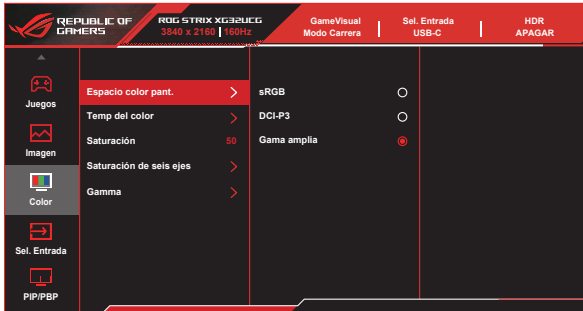 REPUBLIC OF
GAMERS
ROG STRIX XG32UCG
3840 x 2160 160Hz
GameVisual
Modo Carrera
Sel. Entrada
USB-C
HDR
APAGAR
Juegos
Imagen
Color
Sel. Entrada
PIP/PBP
Espacio color pant.
Temp del color
Saturación 50
Saturación de seis ejes
Gamma
sRGB
DCI-P3
Gama amplia